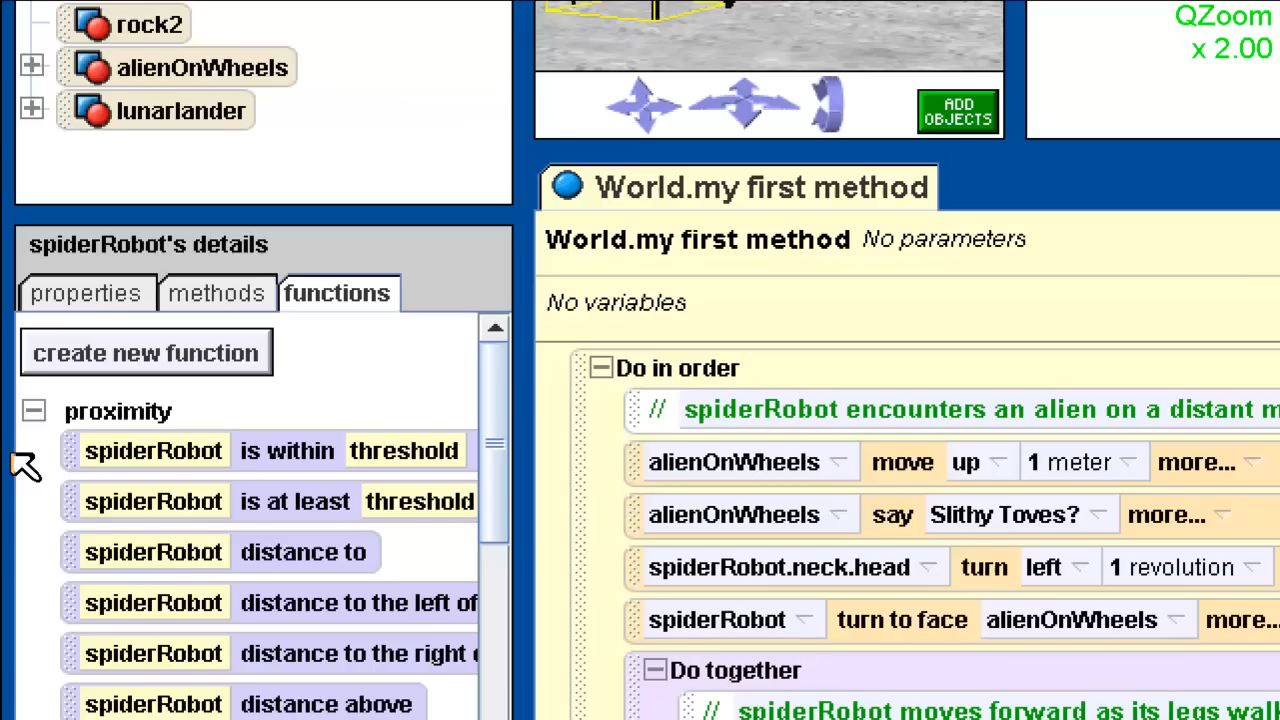 rock2
alienOnWheels
lunarlander
QZoom
x 2.00
ADD
OBJECTS
spiderRobot's details
properties methods functions
create new function
proximity
spiderRobot is within threshold
spiderRobot is at least threshold
spiderRobot distance to
spiderRobot distance to the left of
spiderRobot distance to the right
spiderRobot distance above
World.my first method
World.my first method No parameters
No variables
Do in order
// spiderRobot encounters an alien on a distant
alienOnWheels move up 1 meter more...
alienOnWheels say Slithy Toves? more...
spiderRobot.neck.head turn left 1 revolution
spiderRobot turn to face alienOnWheels more...
Do together
// spiderRobot moves forward as its legs